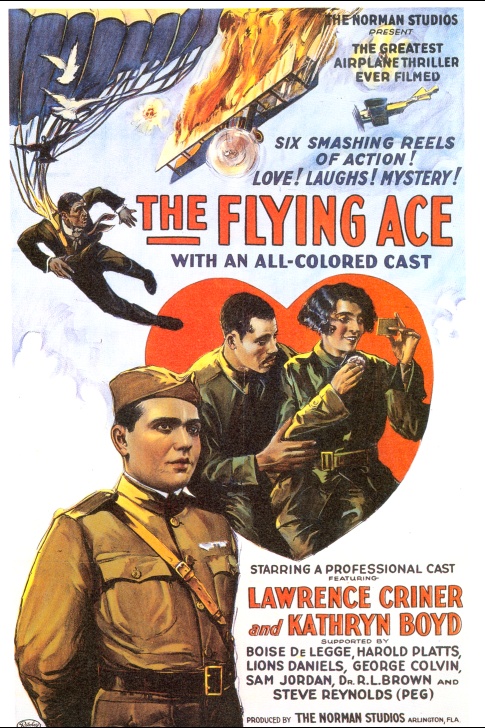 THE NORMAN STUDIOS
PRESENT
THE GREATEST
AIRPLANE THRILLER
EVER FILMED
SIX SMASHING REELS
OF ACTION!
LOVE! LAUGHS! MYSTERY!
THE FLYING ACE
WITH AN ALL-COLORED CAST
STARRING A PROFESSIONAL CAST
FEATURING
LAWRENCE CRINER
and KATHRYN BOYD
SUPPORTED BY
BOISE DE LEGGE, HAROLD PLATTS,
LIONS DANIELS, GEORGE COLVIN,
SAM JORDAN, DR. R.L. BROWN AND
STEVE REYNOLDS (PEG)
PRODUCED BY THE NORMAN STUDIOS ARLINGTON, FLA.